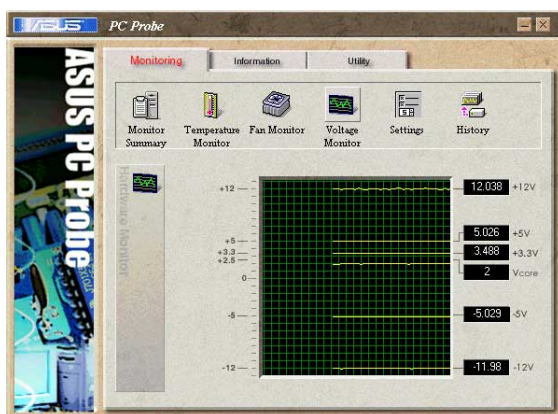 ASUS PC Probe
Monitoring Information Utility
Monitor Summary
Temperature Monitor
Fan Monitor
Voltage Monitor
Settings
History
ASUS PC Probe
Hardware Monitor
+12
+5
+3.3
+2.5
0
-5
-12
12.038 +12V
5.026 +5V
3.488 +3.3V
2 Vcore
-5.029 -5V
-11.98 -12V